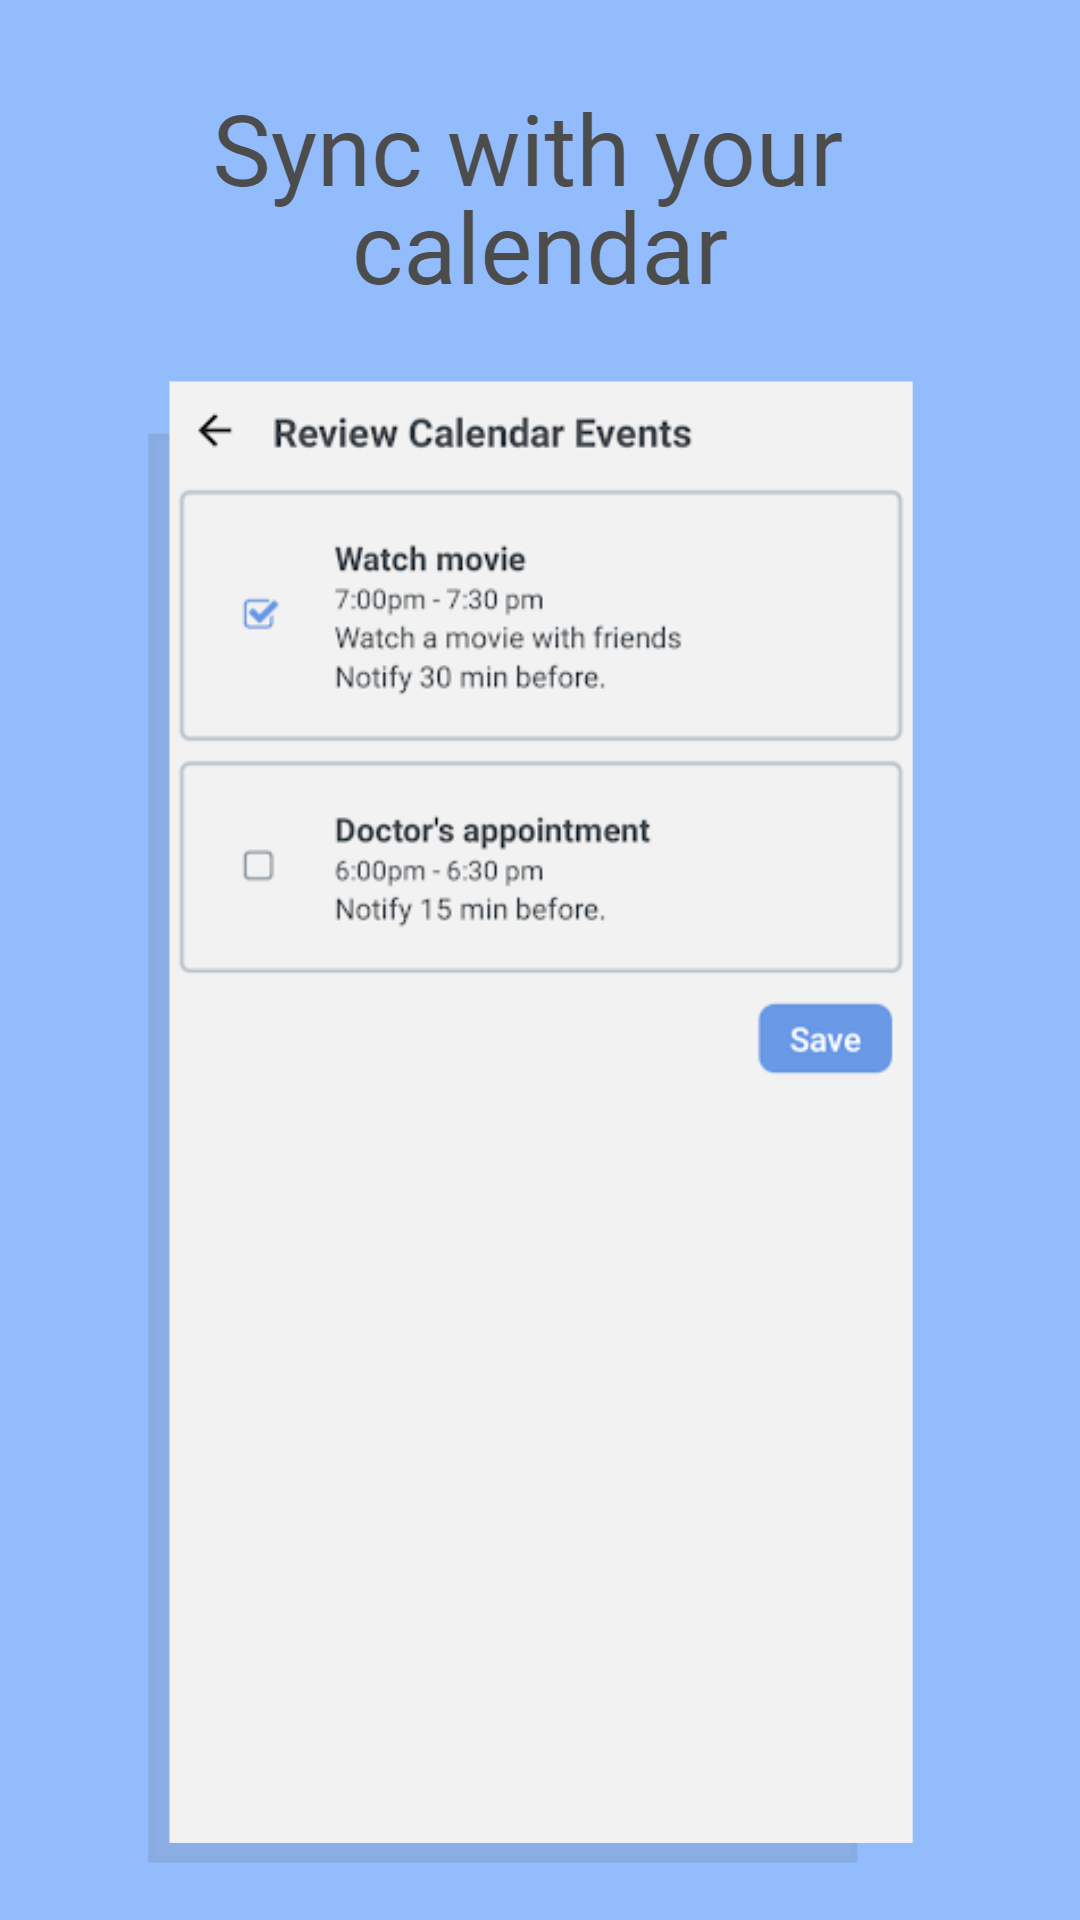 Sync with your
calendar
Review Calendar Events
Watch movie
7:00pm - 7:30 pm
Watch a movie with friends
Notify 30 min before.
Doctor's appointment
6:00pm - 6:30 pm
Notify 15 min before.
Save